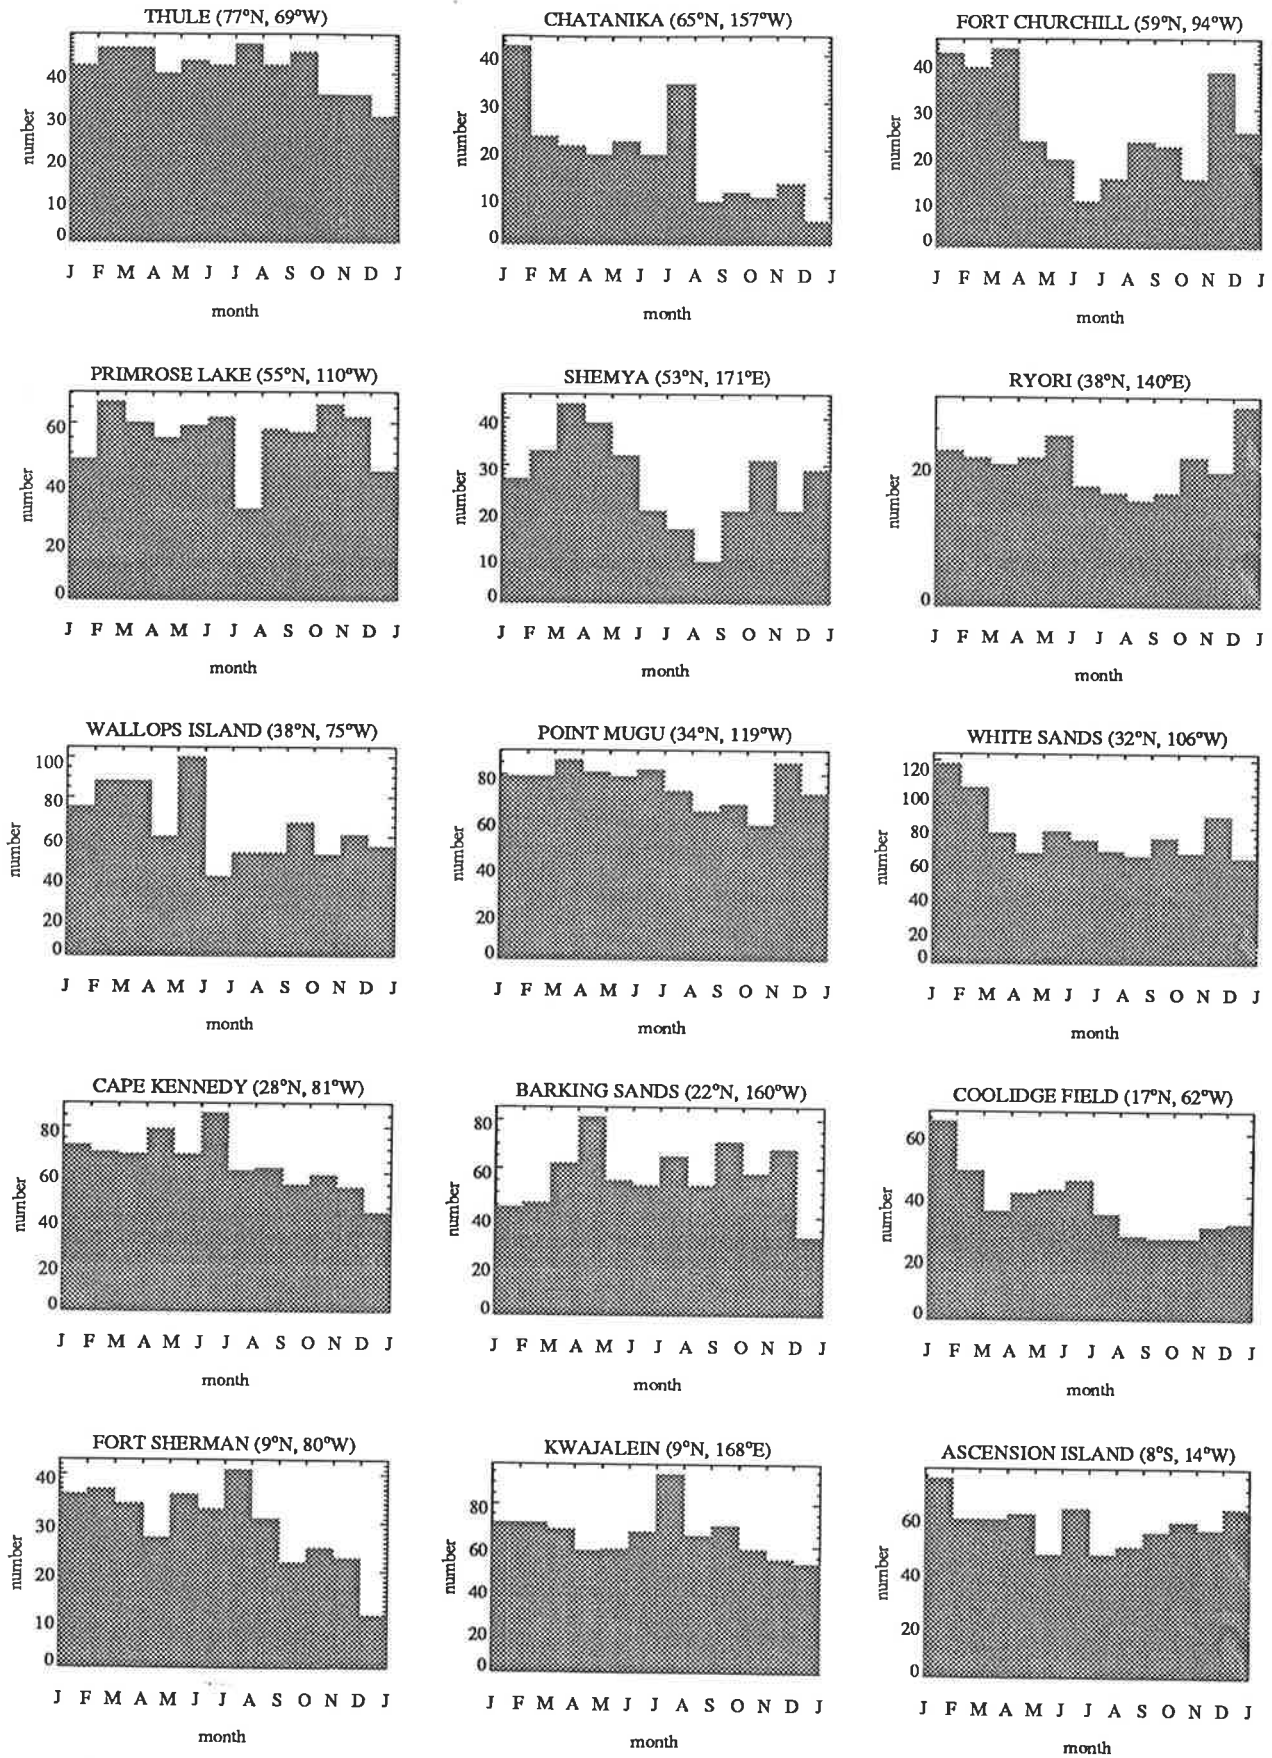 THULE (77°N, 69°W)
number
40
30
20
10
0
J F M A M J J A S O N D J
month
CHATANIKA (65°N, 157°W)
number
40
30
20
10
0
J F M A M J J A S O N D J
month
FORT CHURCHILL (59°N, 94°W)
number
40
30
20
10
0
J F M A M J J A S O N D J
month
PRIMROSE LAKE (55°N, 110°W)
number
60
40
20
0
J F M A M J J A S O N D J
month
SHEMYA (53°N, 171°E)
number
40
30
20
10
0
J F M A M J J A S O N D J
month
RYORI (38°N, 140°E)
number
20
0
J F M A M J J A S O N D J
month
WALLOPS ISLAND (38°N, 75°W)
number
100
80
60
40
20
0
J F M A M J J A S O N D J
month
POINT MUGU (34°N, 119°W)
number
80
60
40
20
0
J F M A M J J A S O N D J
month
WHITE SANDS (32°N, 106°W)
number
120
100
80
60
40
20
0
J F M A M J J A S O N D J
month
CAPE KENNEDY (28°N, 81°W)
number
80
60
40
20
0
J F M A M J J A S O N D J
month
BARKING SANDS (22°N, 160°W)
number
80
60
40
20
0
J F M A M J J A S O N D J
month
COOLIDGE FIELD (17°N, 62°W)
number
60
40
20
0
J F M A M J J A S O N D J
month
FORT SHERMAN (9°N, 80°W)
number
40
30
20
10
0
J F M A M J J A S O N D J
month
KWAJALEIN (9°N, 168°E)
number
80
60
40
20
0
J F M A M J J A S O N D J
month
ASCENSION ISLAND (8°S, 14°W)
number
60
40
20
0
J F M A M J J A S O N D J
month